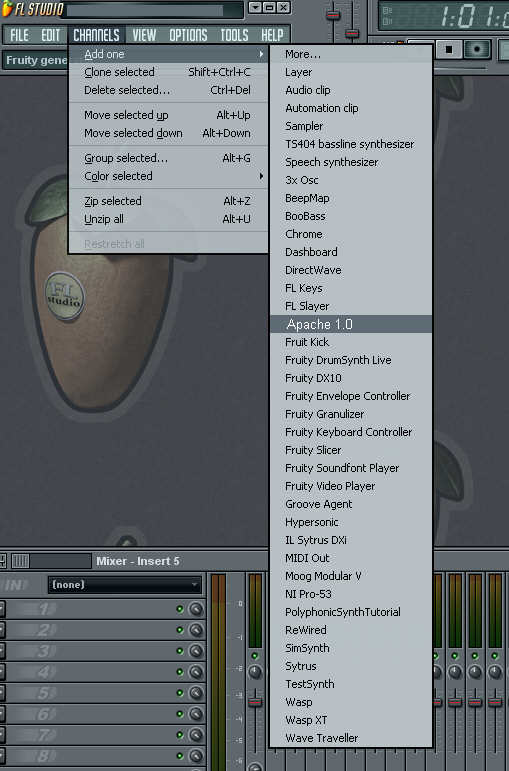 FL STUDIO
FILE EDIT CHANNELS VIEW OPTIONS TOOLS HELP
1:01:0
Fruity gene
Add one
Clone selected Shift+Ctrl+C
Delete selected... Ctrl+Del
Move selected up Alt+Up
Move selected down Alt+Down
Group selected... Alt+G
Color selected
Zip selected Alt+Z
Unzip all Alt+U
Restretch all
More...
Layer
Audio clip
Automation clip
Sampler
TS404 bassline synthesizer
Speech synthesizer
3x Osc
BeepMap
BooBass
Chrome
Dashboard
DirectWave
FL Keys
FL Slayer
Apache 1.0
Fruit Kick
Fruity DrumSynth Live
Fruity DX10
Fruity Envelope Controller
Fruity Granulizer
Fruity Keyboard Controller
Fruity Slicer
Fruity Soundfont Player
Fruity Video Player
Groove Agent
Hypersonic
IL Sytrus DXi
MIDI Out
Moog Modular V
NI Pro-53
PolyphonicSynthTutorial
ReWired
SimSynth
Sytrus
TestSynth
Wasp
Wasp XT
Wave Traveller
FL
studio
Mixer - Insert 5
IN (none)
1
2
3
4
5
6
7
8